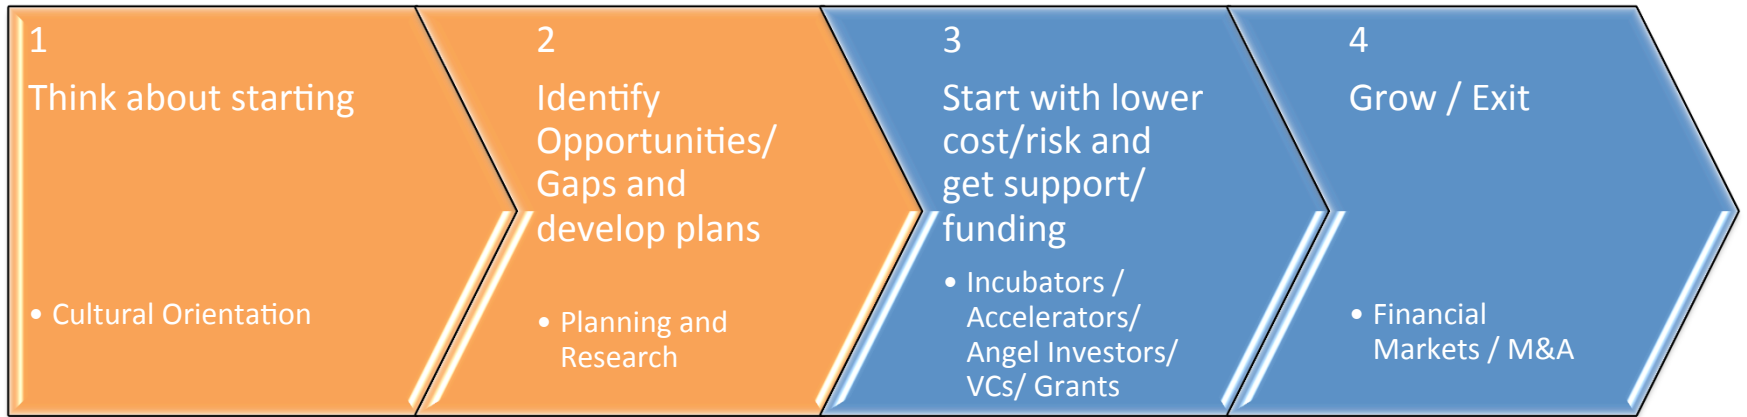 1
Think about starting
• Cultural Orientation
2
Identify
Opportunities/
Gaps and
develop plans
• Planning and
Research
3
Start with lower
cost/risk and
get support/
funding
• Incubators /
Accelerators/
Angel Investors/
VCs/ Grants
4
Grow / Exit
• Financial
Markets / M&A